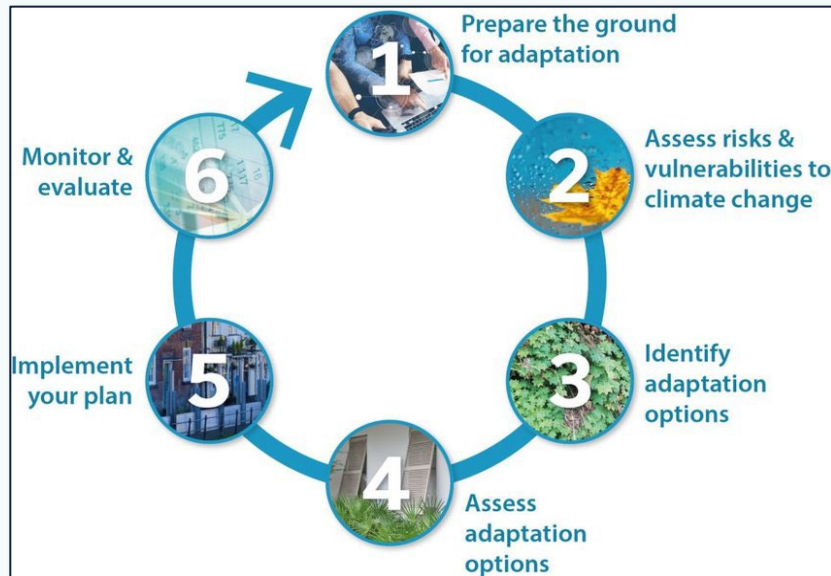 1
Prepare the ground
for adaptation
2
Assess risks &
vulnerabilities to
climate change
3
Identify
adaptation
options
4
Assess
adaptation
options
5
Implement
your plan
6
Monitor &
evaluate